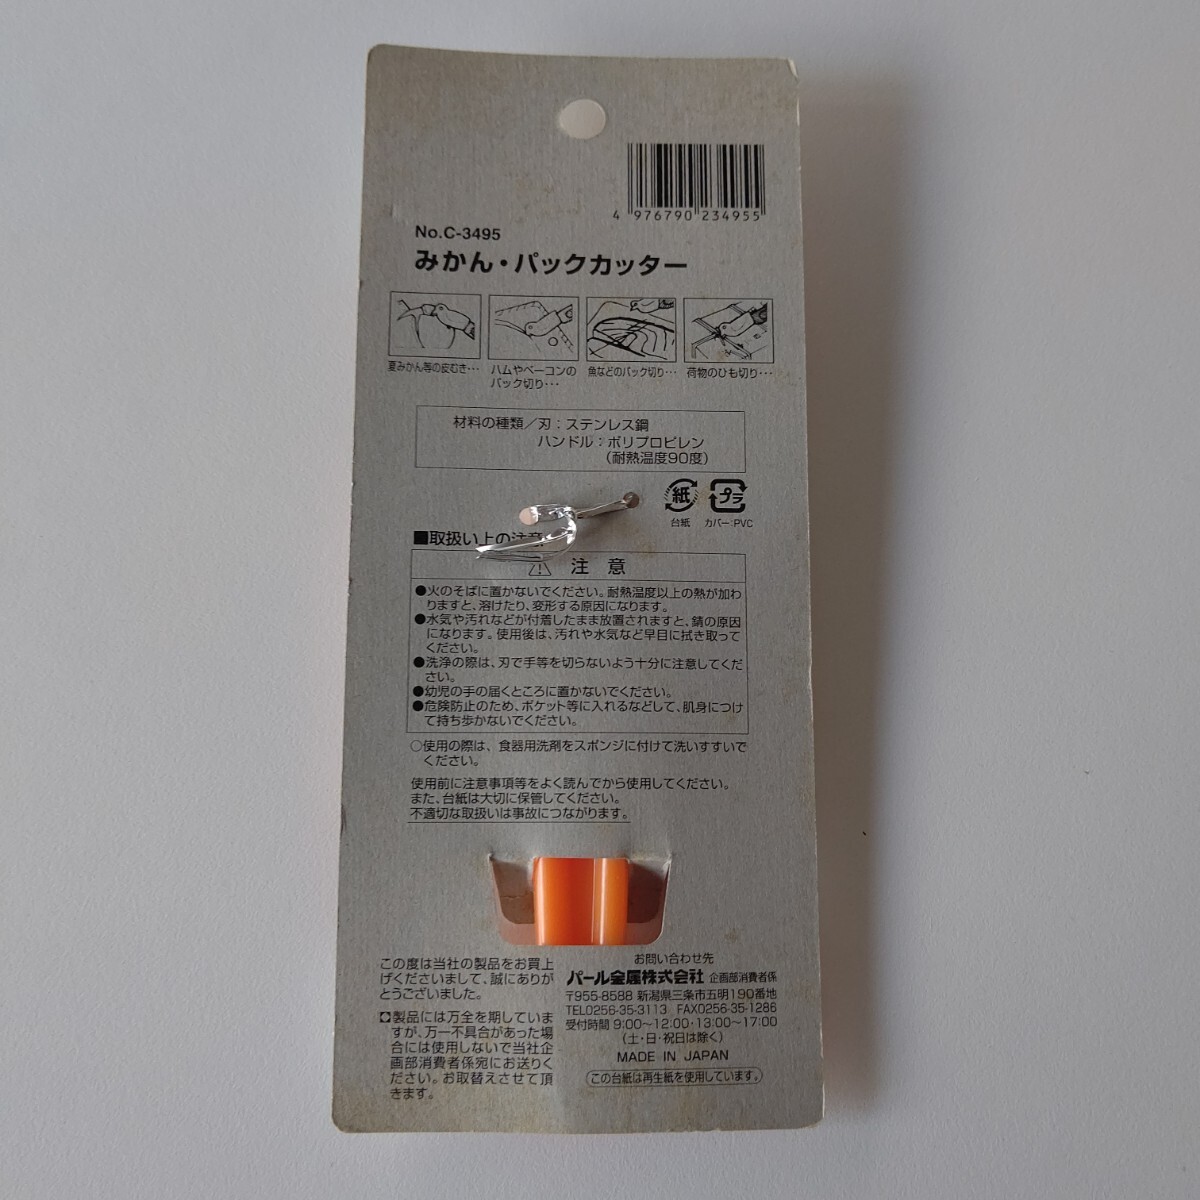 4 976790 234955
No.C-3495
みかん・パックカッター
夏みかん等の皮むき･･･
ハムやベーコンの
パック切り･･･
魚などのパック切り･･･
荷物のひも切り･･･
材料の種類／刃：ステンレス鋼
ハンドル：ポリプロピレン
（耐熱温度90度）
紙
台紙
プラ
カバー：PVC
■取扱い上の注意
注 意
●火のそばに置かないでください。耐熱温度以上の熱が加わ
りますと、溶けたり、変形する原因になります。
●水気や汚れなどが付着したまま放置されますと、錆の原因
になります。使用後は、汚れや水気など早目に拭き取って
ください。
●洗浄の際は、刃で手等を切らないよう十分に注意してくだ
さい。
●幼児の手の届くところに置かないでください。
●危険防止のため、ポケット等に入れるなどして、肌身につけ
て持ち歩かないでください。
○使用の際は、食器用洗剤をスポンジに付けて洗いすすいで
ください。
使用前に注意事項等をよく読んでから使用してください。
また、台紙は大切に保管してください。
不適切な取扱いは事故につながります。
この度は当社の製品をお買上
げくださいまして、誠にありが
とうございました。
製品には万全を期していま
すが、万一不具合があった場
合には使用しないで当社企
画部消費者係宛にお送りく
ださい。お取替えさせて頂
きます。
お問い合わせ先
パール金属株式会社 企画部消費者係
〒955-8588 新潟県三条市五明190番地
TEL0256-35-3113 FAX0256-35-1286
受付時間 9:00～12:00・13:00～17:00
（土・日・祝日は除く）
MADE IN JAPAN
この台紙は再生紙を使用しています。